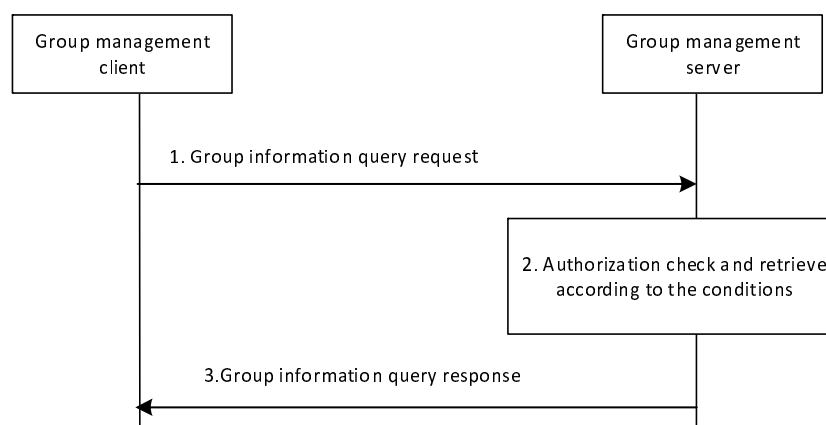 Group management
client
Group management
server
1. Group information query request
2. Authorization check and retrieve
according to the conditions
3.Group information query response